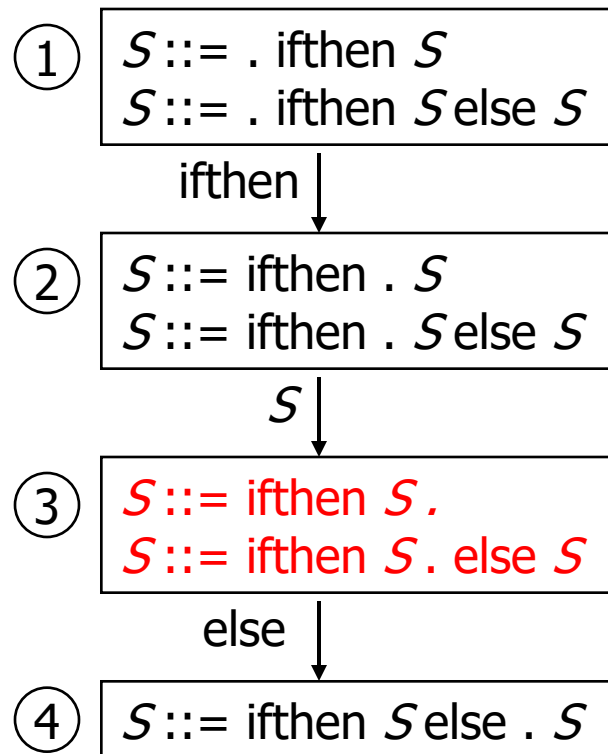 1
S ::= . ifthen S
S ::= . ifthen S else S
ifthen
2
S ::= ifthen . S
S ::= ifthen . S else S
S
3
S ::= ifthen S .
S ::= ifthen S . else S
else
4
S ::= ifthen S else . S